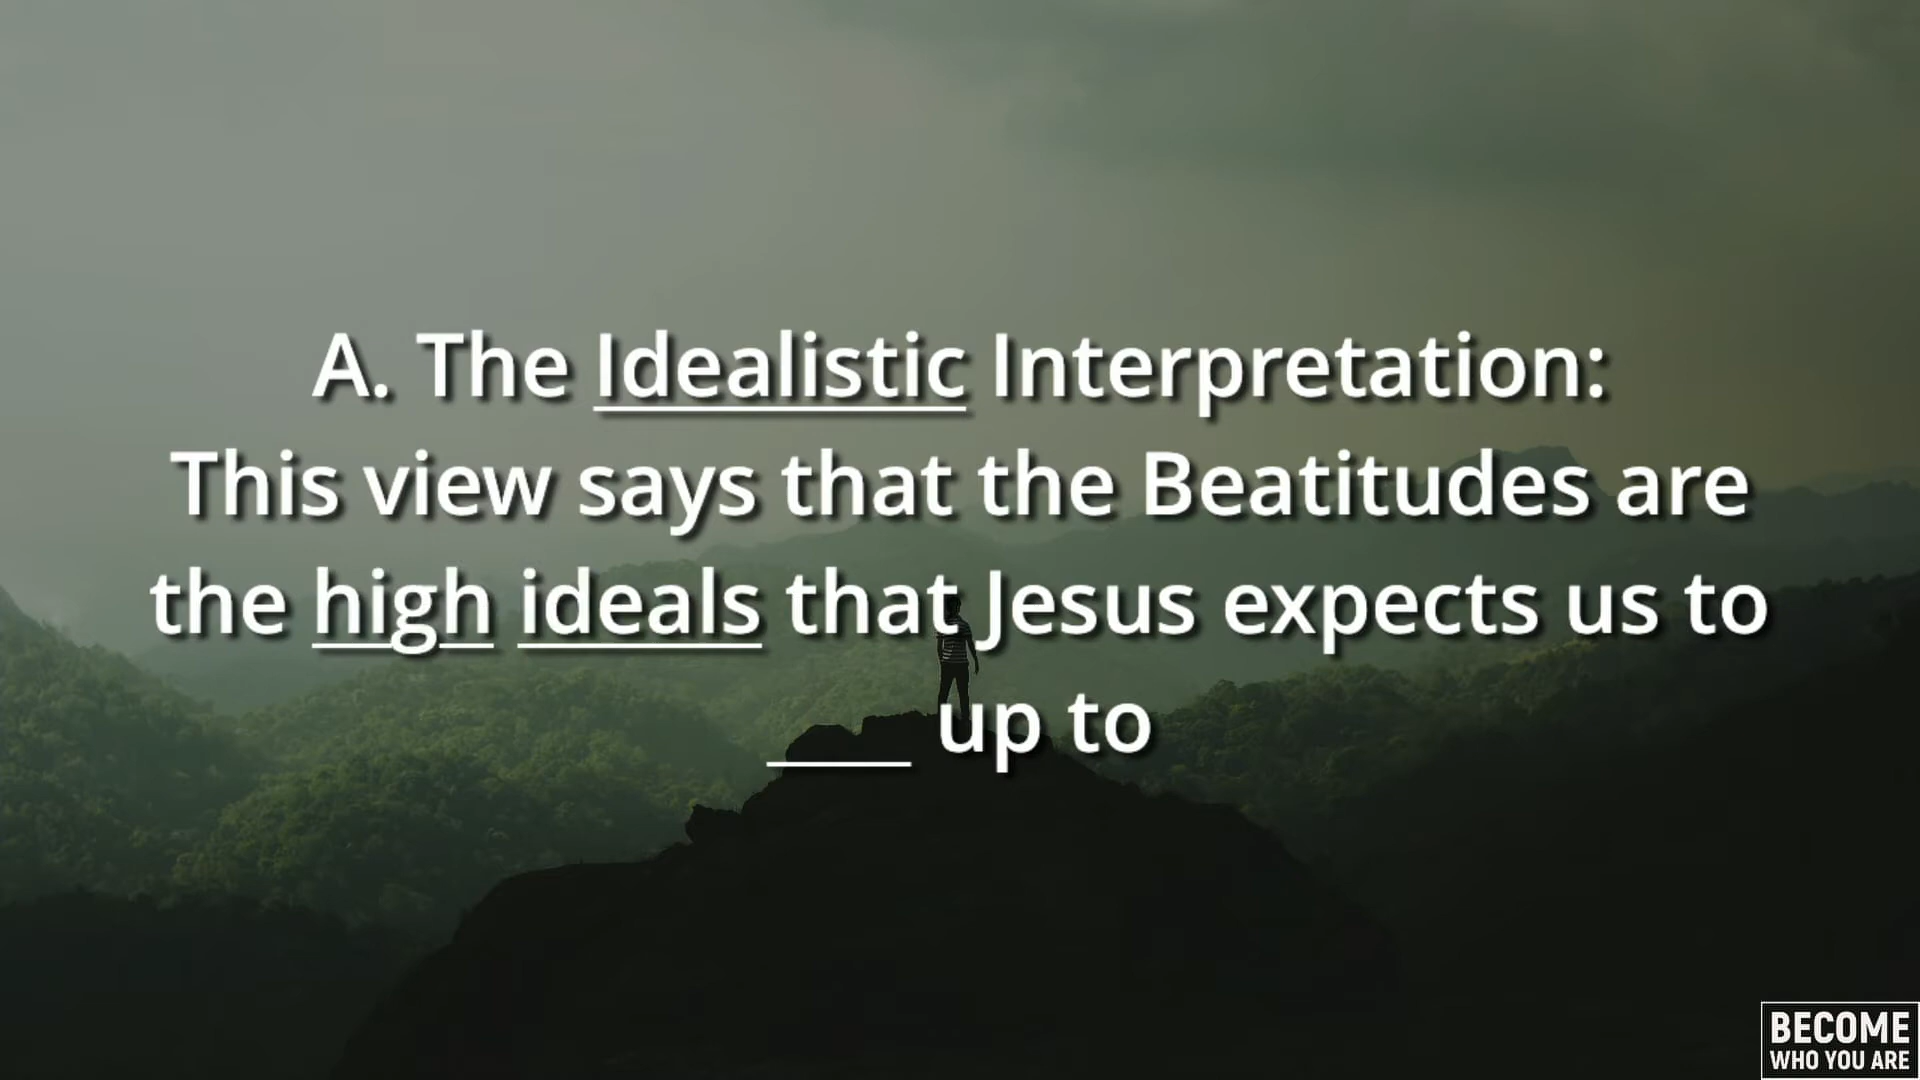 A. The Idealistic Interpretation:
This view says that the Beatitudes are
the high ideals that Jesus expects us to
____ up to
BECOME
WHO YOU ARE